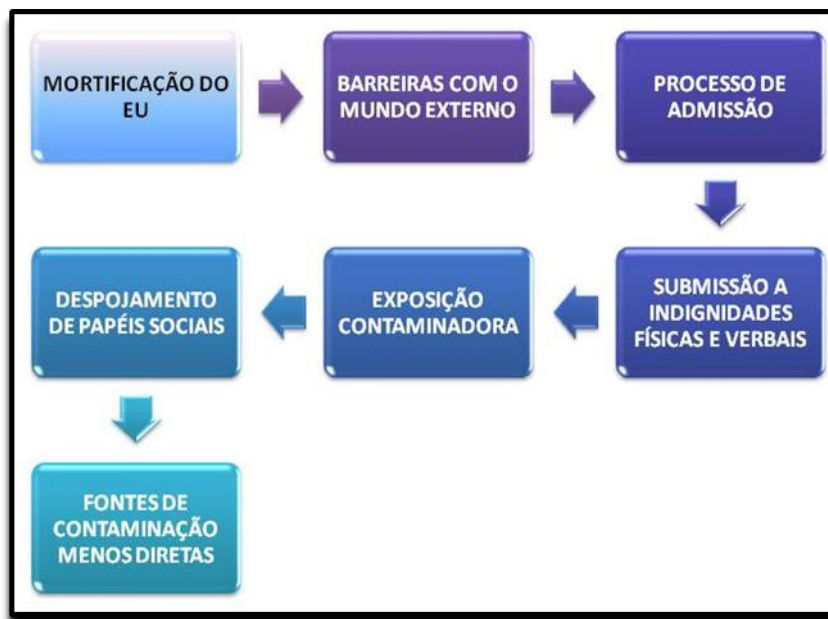 MORTIFICAÇÃO DO
EU
BARREIRAS COM O
MUNDO EXTERNO
PROCESSO DE
ADMISSÃO
SUBMISSÃO A
INDIGNIDADES
FÍSICAS E VERBAIS
EXPOSIÇÃO
CONTAMINADORA
DESPOJAMENTO
DE PAPÉIS SOCIAIS
FONTES DE
CONTAMINAÇÃO
MENOS DIRETAS